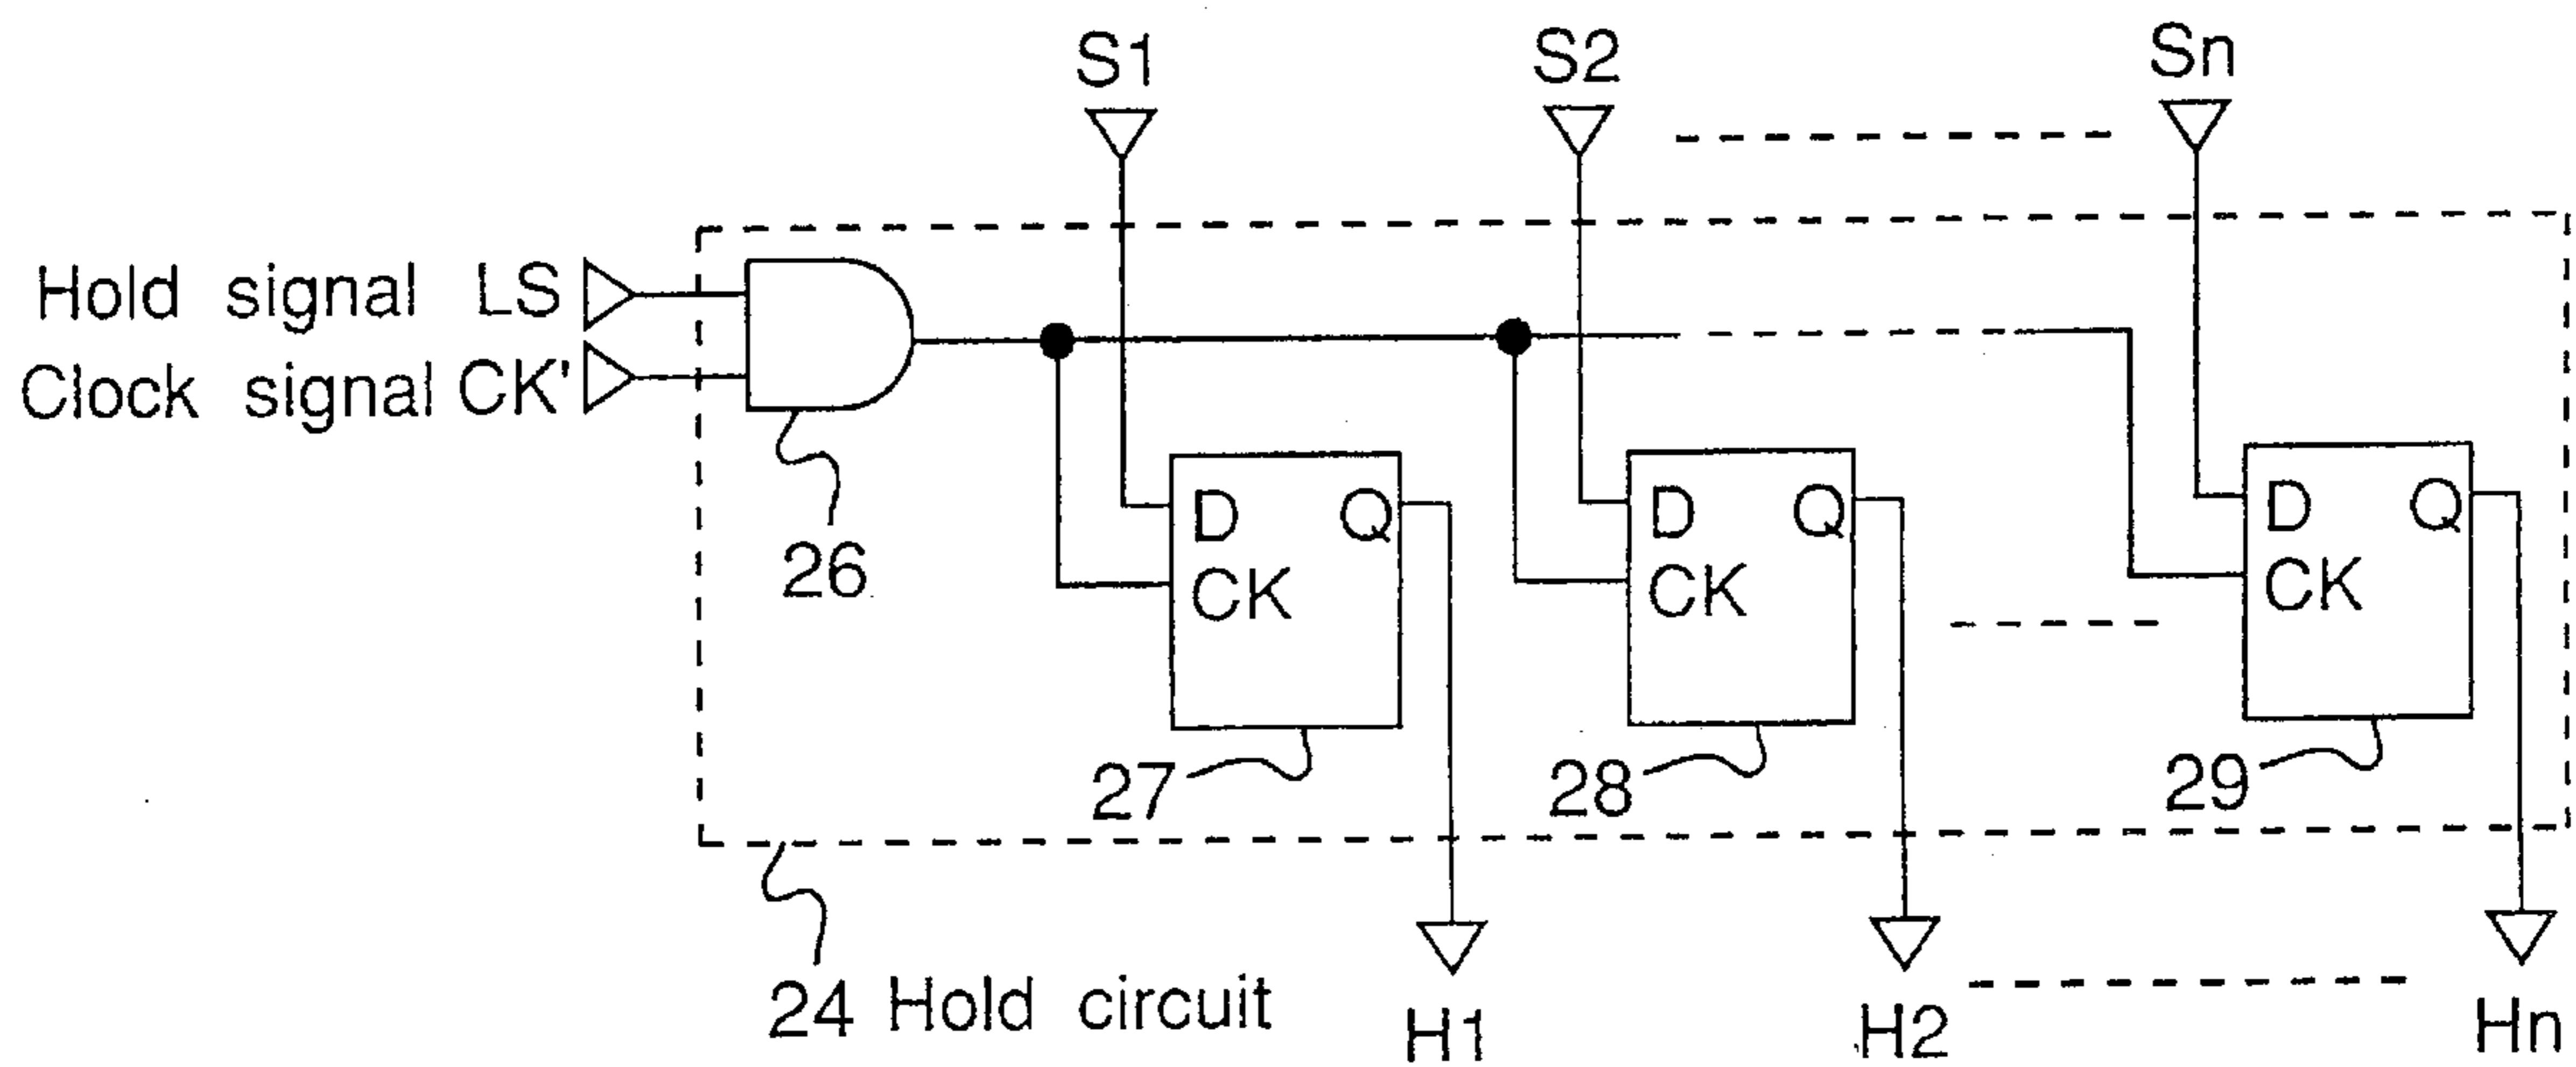 S1
S2
Sn
Hold signal LS
Clock signal CK'
26
D Q
CK
27
D Q
CK
28
D Q
CK
29
24 Hold circuit
H1
H2
Hn